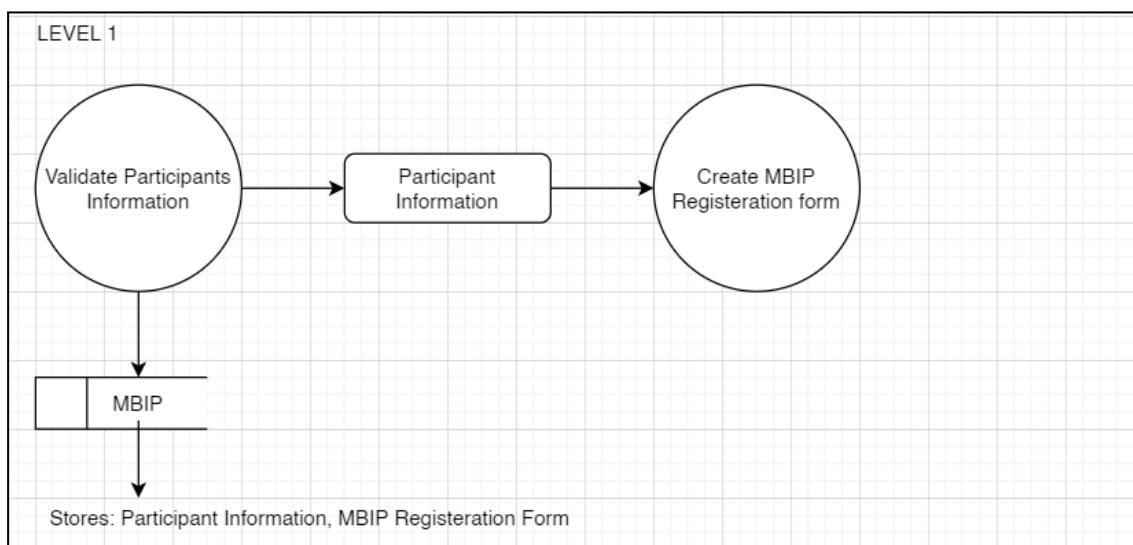 LEVEL 1
Validate Participants
Information
Participant
Information
Create MBIP
Registeration form
MBIP
Stores: Participant Information, MBIP Registeration Form